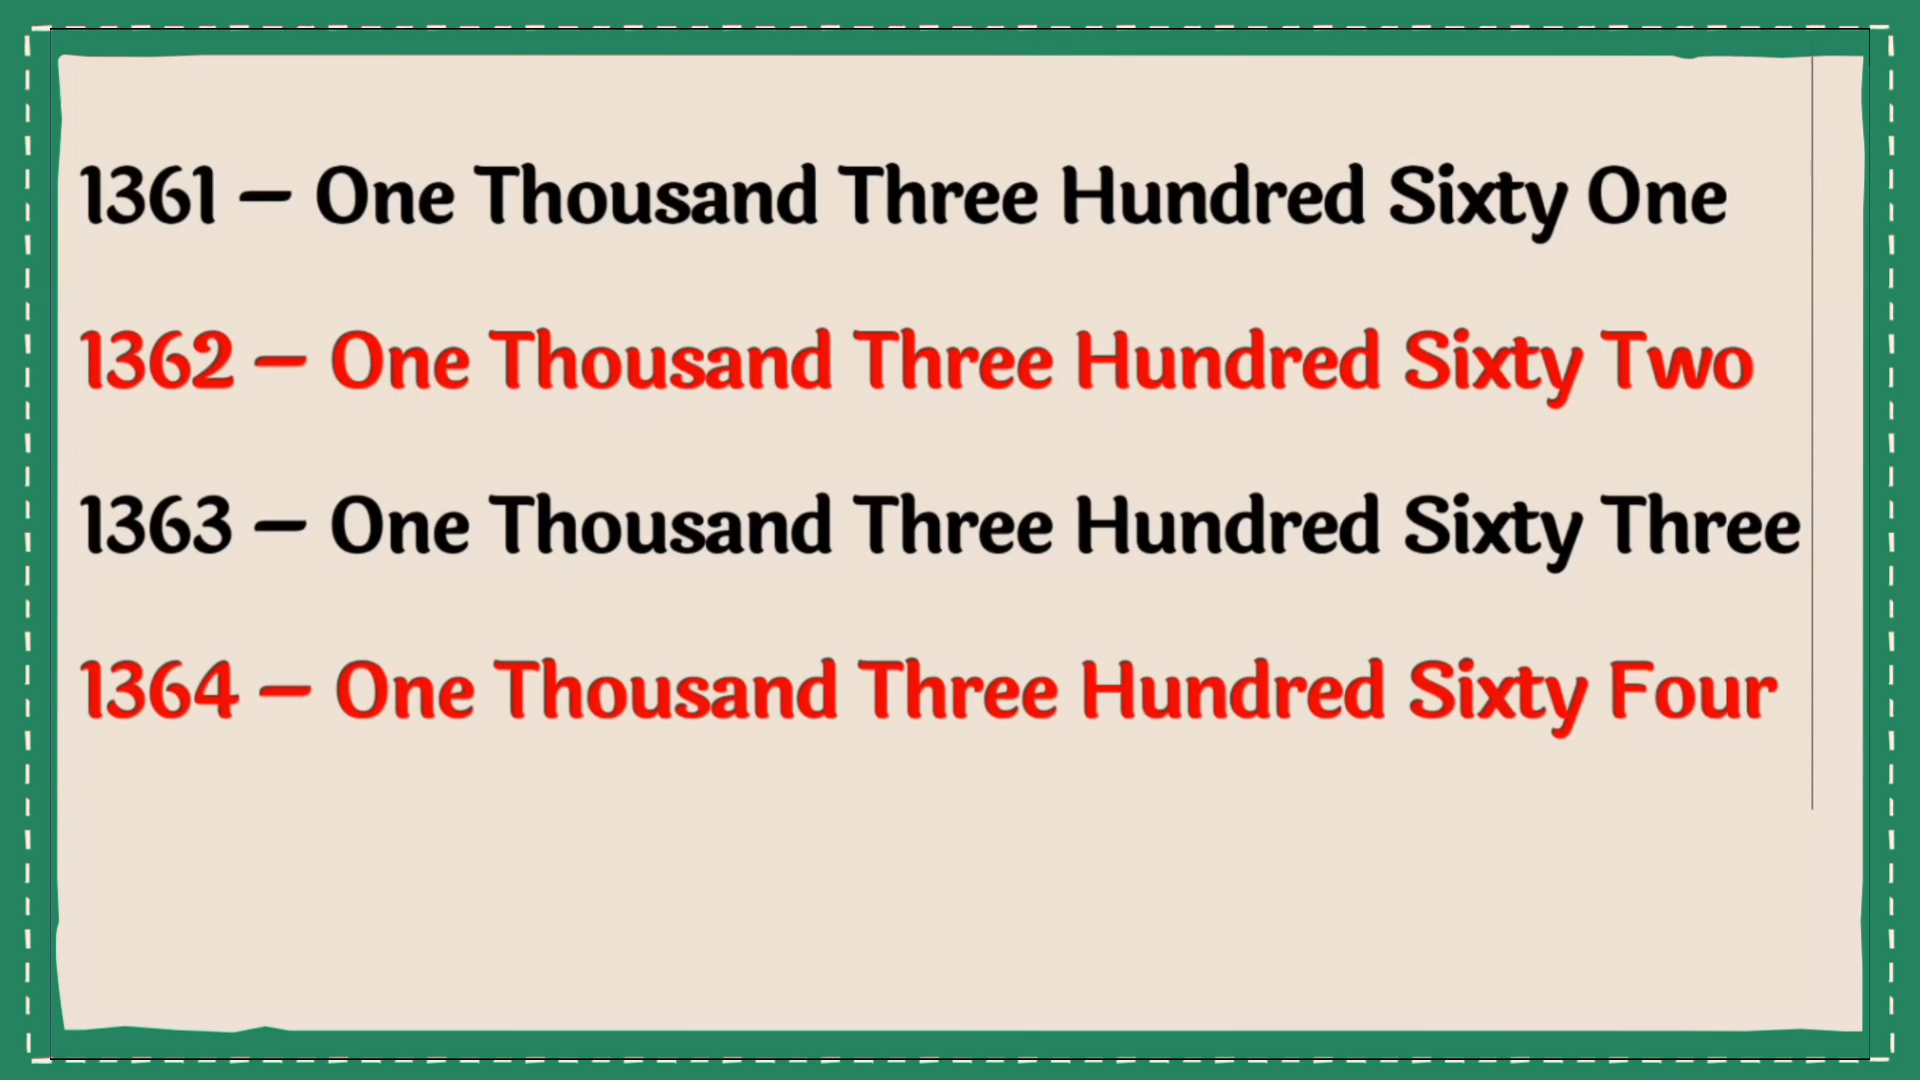 1361 – One Thousand Three Hundred Sixty One
1362 – One Thousand Three Hundred Sixty Two
1363 – One Thousand Three Hundred Sixty Three
1364 – One Thousand Three Hundred Sixty Four